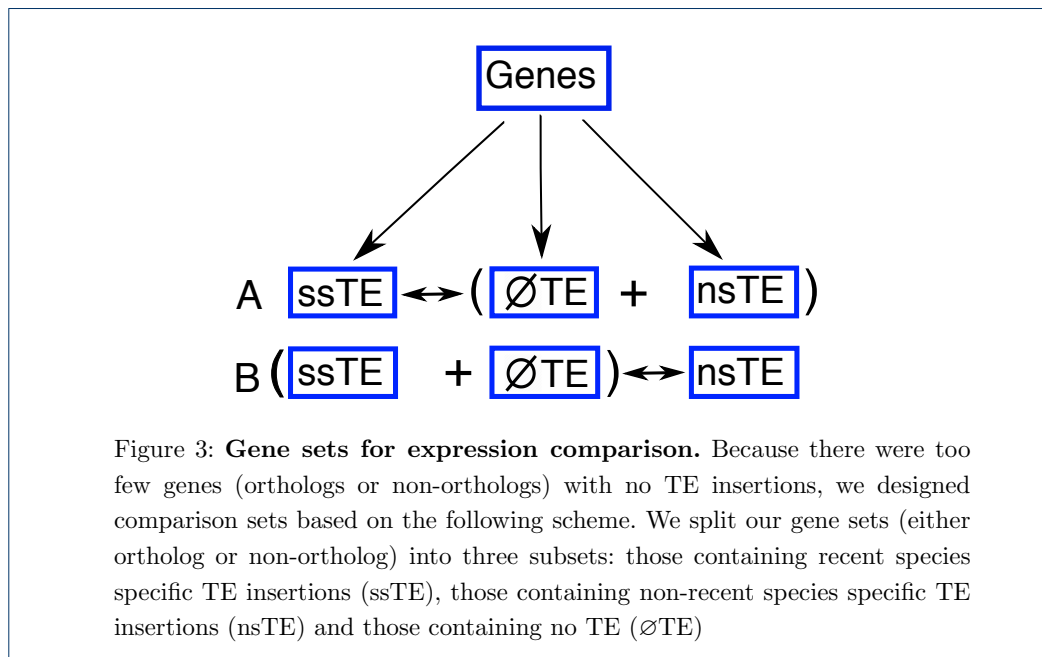 Genes
A ssTE ( ∅TE + nsTE )
B ( ssTE + ∅TE ) nsTE
Figure 3: Gene sets for expression comparison. Because there were too
few genes (orthologs or non-orthologs) with no TE insertions, we designed
comparison sets based on the following scheme. We split our gene sets (either
ortholog or non-ortholog) into three subsets: those containing recent species
specific TE insertions (ssTE), those containing non-recent species specific TE
insertions (nsTE) and those containing no TE (∅TE)